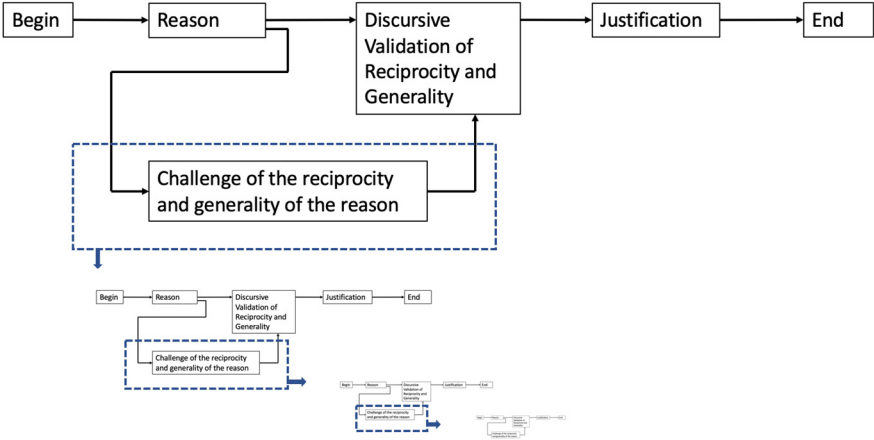 Begin
Reason
Discursive
Validation of
Reciprocity and
Generality
Justification
End
Challenge of the reciprocity
and generality of the reason
Begin
Reason
Discursive
Validation of
Reciprocity and
Generality
Justification
End
Challenge of the reciprocity
and generality of the reason
Begin
Reason
Discursive
Validation of
Reciprocity and
Generality
Justification
End
Challenge of the reciprocity
and generality of the reason